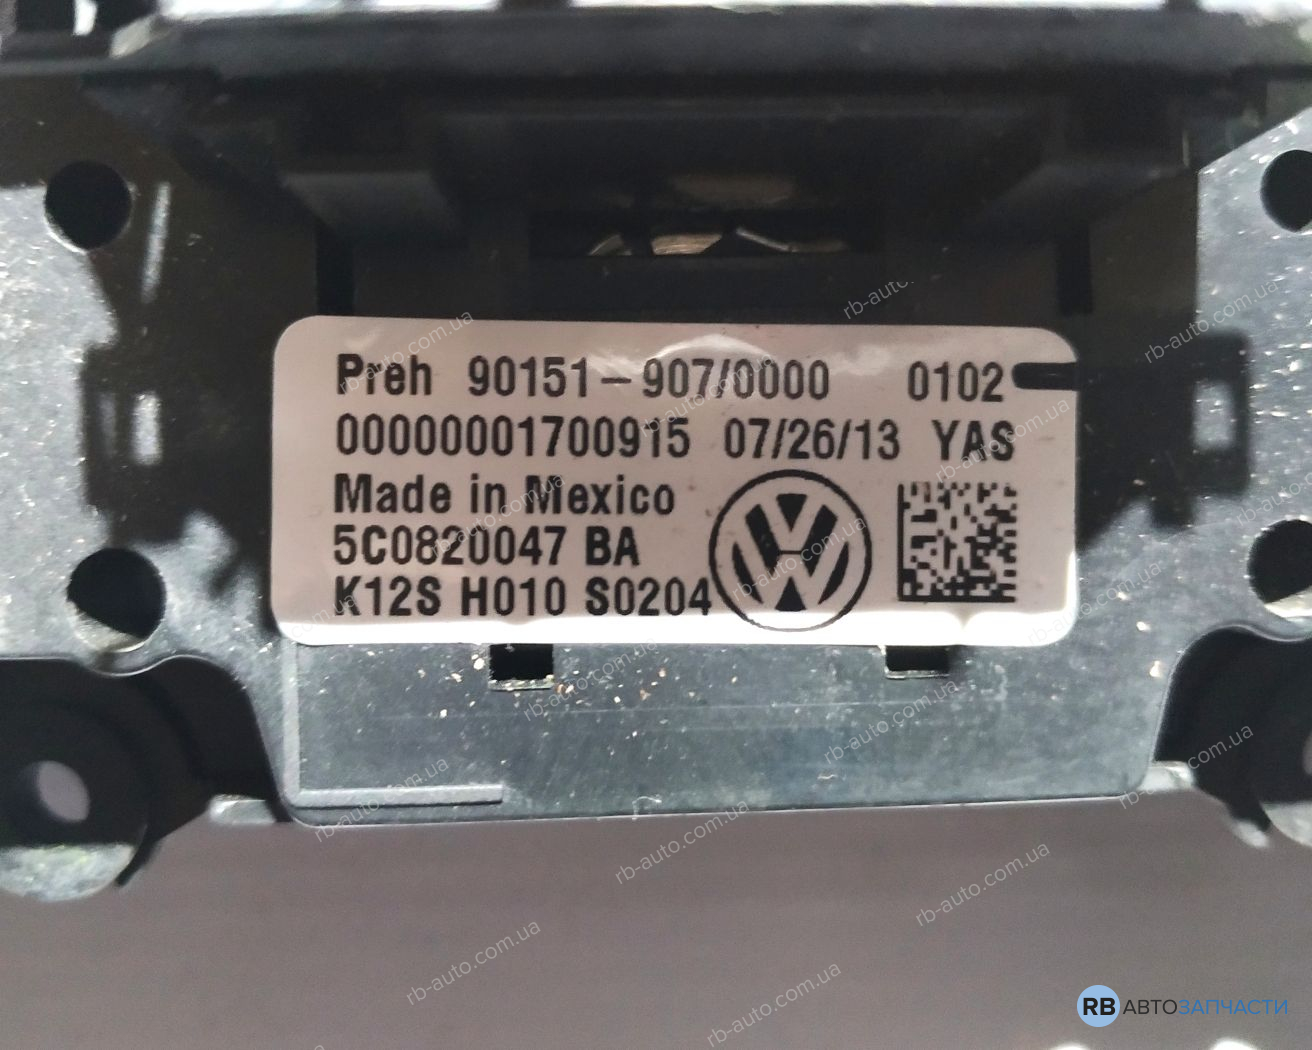 Preh 90151-907/0000 0102
00000001700915 07/26/13 YAS
Made in Mexico
5C0820047 BA
K12S H010 S0204
rb-auto.com.ua
RB АВТОЗАПЧАСТИ